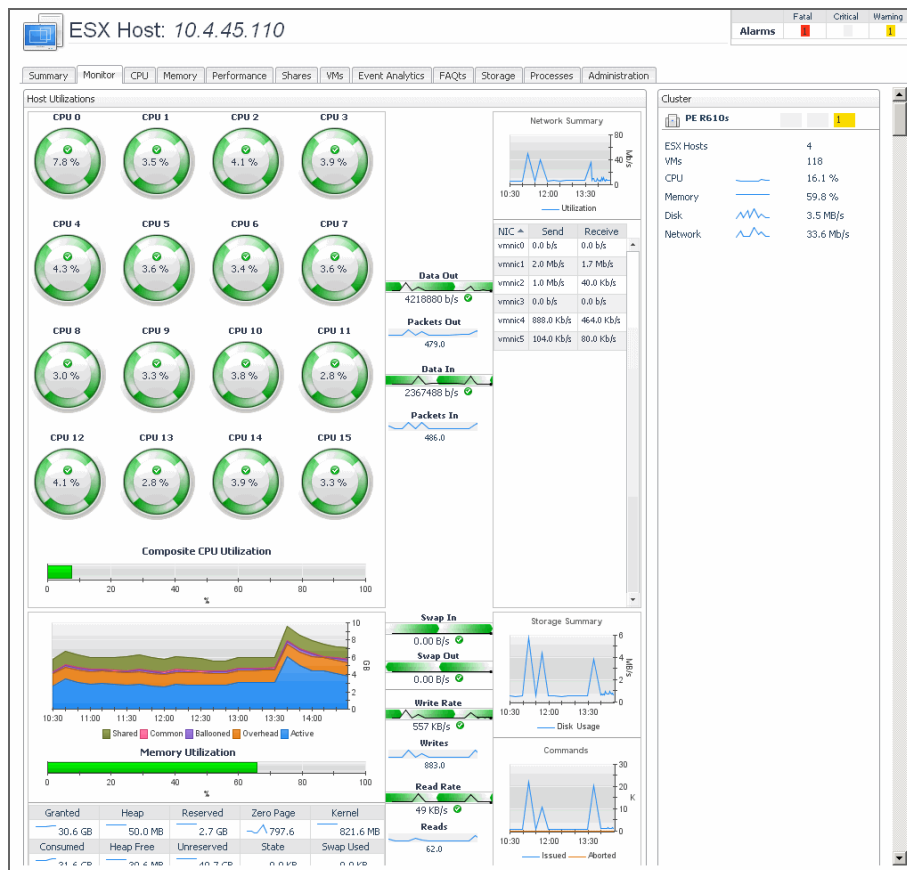 ESX Host: 10.4.45.110
Fatal Critical Warning
Alarms 1 1
Summary Monitor CPU Memory Performance Shares VMs Event Analytics FAQts Storage Processes Administration
Host Utilizations
CPU 0 CPU 1 CPU 2 CPU 3
7.8 % 3.5 % 4.1 % 3.9 %
CPU 4 CPU 5 CPU 6 CPU 7
4.3 % 3.6 % 3.4 % 3.6 %
CPU 8 CPU 9 CPU 10 CPU 11
3.0 % 3.3 % 3.8 % 2.8 %
CPU 12 CPU 13 CPU 14 CPU 15
4.1 % 2.8 % 3.9 % 3.3 %
Composite CPU Utilization
0 20 40 60 80 100
%
Data Out
4218880 b/s
Packets Out
479.0
Data In
2367488 b/s
Packets In
486.0
Network Summary
80
40
0
Mb/s
10:30 12:00 13:30
Utilization
NIC Send Receive
vmnic0 0.0 b/s 0.0 b/s
vmnic1 2.0 Mb/s 1.7 Mb/s
vmnic2 1.0 Mb/s 40.0 Kb/s
vmnic3 0.0 b/s 0.0 b/s
vmnic4 888.0 Kb/s 464.0 Kb/s
vmnic5 104.0 Kb/s 80.0 Kb/s
Cluster
PE R610s 1
ESX Hosts 4
VMs 118
CPU 16.1 %
Memory 59.8 %
Disk 3.5 MB/s
Network 33.6 Mb/s
10
8
6
4
2
0
GB
10:30 11:00 11:30 12:00 12:30 13:00 13:30 14:00
Shared Common Ballooned Overhead Active
Memory Utilization
0 20 40 60 80 100
%
Granted Heap Reserved Zero Page Kernel
30.6 GB 50.0 MB 2.7 GB 797.6 821.6 MB
Consumed Heap Free Unreserved State Swap Used
31.6 GB 39.6 MB 40.7 GB 0.0 KB 0.0 KB
Swap In
0.00 B/s
Swap Out
0.00 B/s
Write Rate
557 KB/s
Writes
883.0
Read Rate
49 KB/s
Reads
62.0
Storage Summary
6
4
2
0
MB/s
10:30 12:00 13:30
Disk Usage
Commands
30
20
10
0
K
10:30 12:00 13:30
Issued Aborted